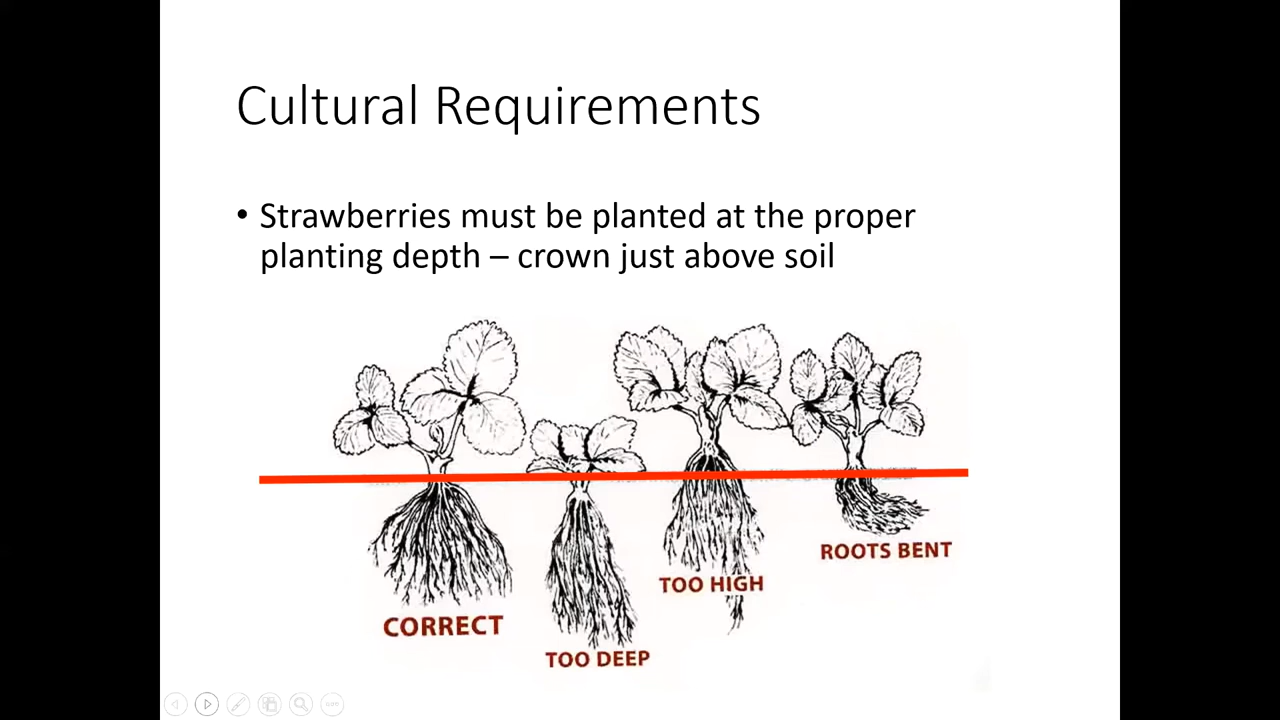 Cultural Requirements
• Strawberries must be planted at the proper
planting depth – crown just above soil
CORRECT
TOO DEEP
TOO HIGH
ROOTS BENT